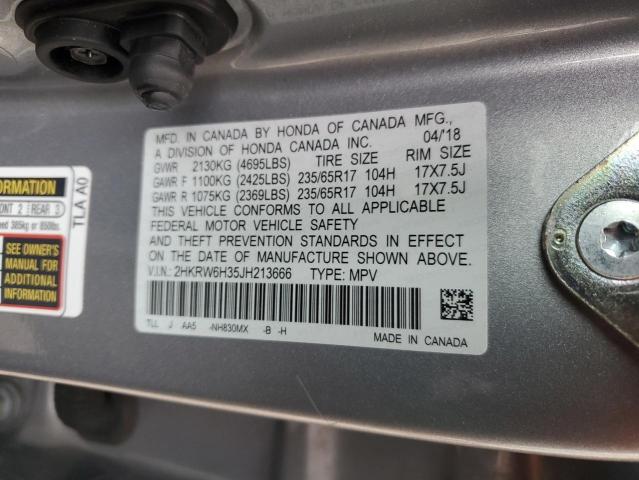 MFD. IN CANADA BY HONDA OF CANADA MFG.,
A DIVISION OF HONDA CANADA INC. 04/'18
GVWR 2130KG (4695LBS) TIRE SIZE RIM SIZE
GAWR F 1100KG (2425LBS) 235/65R17 104H 17X7.5J
GAWR R 1075KG (2369LBS) 235/65R17 104H 17X7.5J
THIS VEHICLE CONFORMS TO ALL APPLICABLE
FEDERAL MOTOR VEHICLE SAFETY
AND THEFT PREVENTION STANDARDS IN EFFECT
ON THE DATE OF MANUFACTURE SHOWN ABOVE.
V.I.N.: 2HKRW6H35JH213666 TYPE: MPV
TLL J AA5 -NH830MX -B -H
MADE IN CANADA
ORMATION
ONT 2 REAR 3
eed 385kg or 850lbs.
SEE OWNER'S
MANUAL FOR
ADDITIONAL
INFORMATION
TLA A0